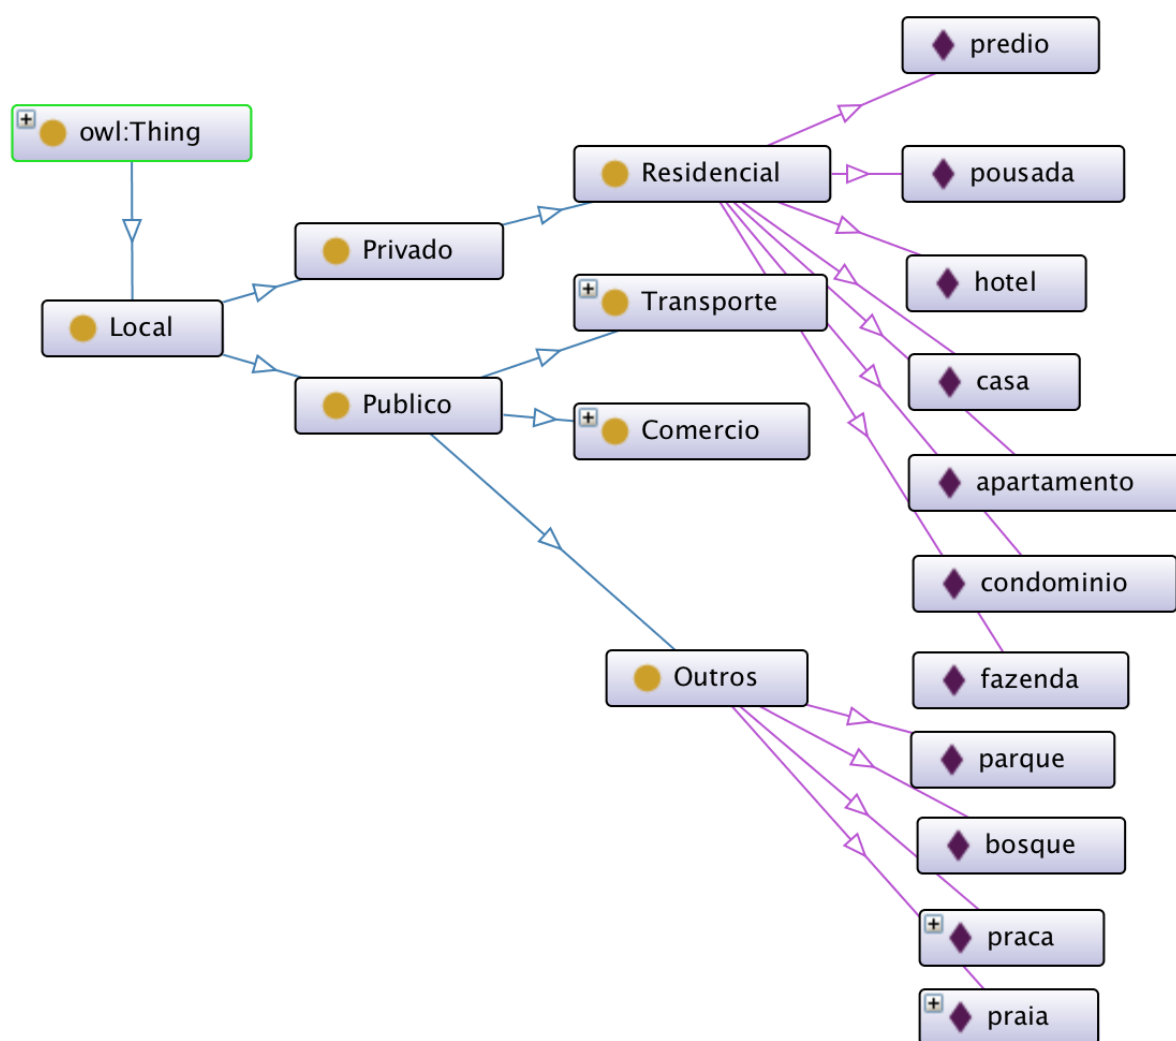 predio
owl:Thing
Residencial
pousada
Privado
hotel
Transporte
Local
casa
Publico
Comercio
apartamento
condominio
Outros
fazenda
parque
bosque
praca
praia